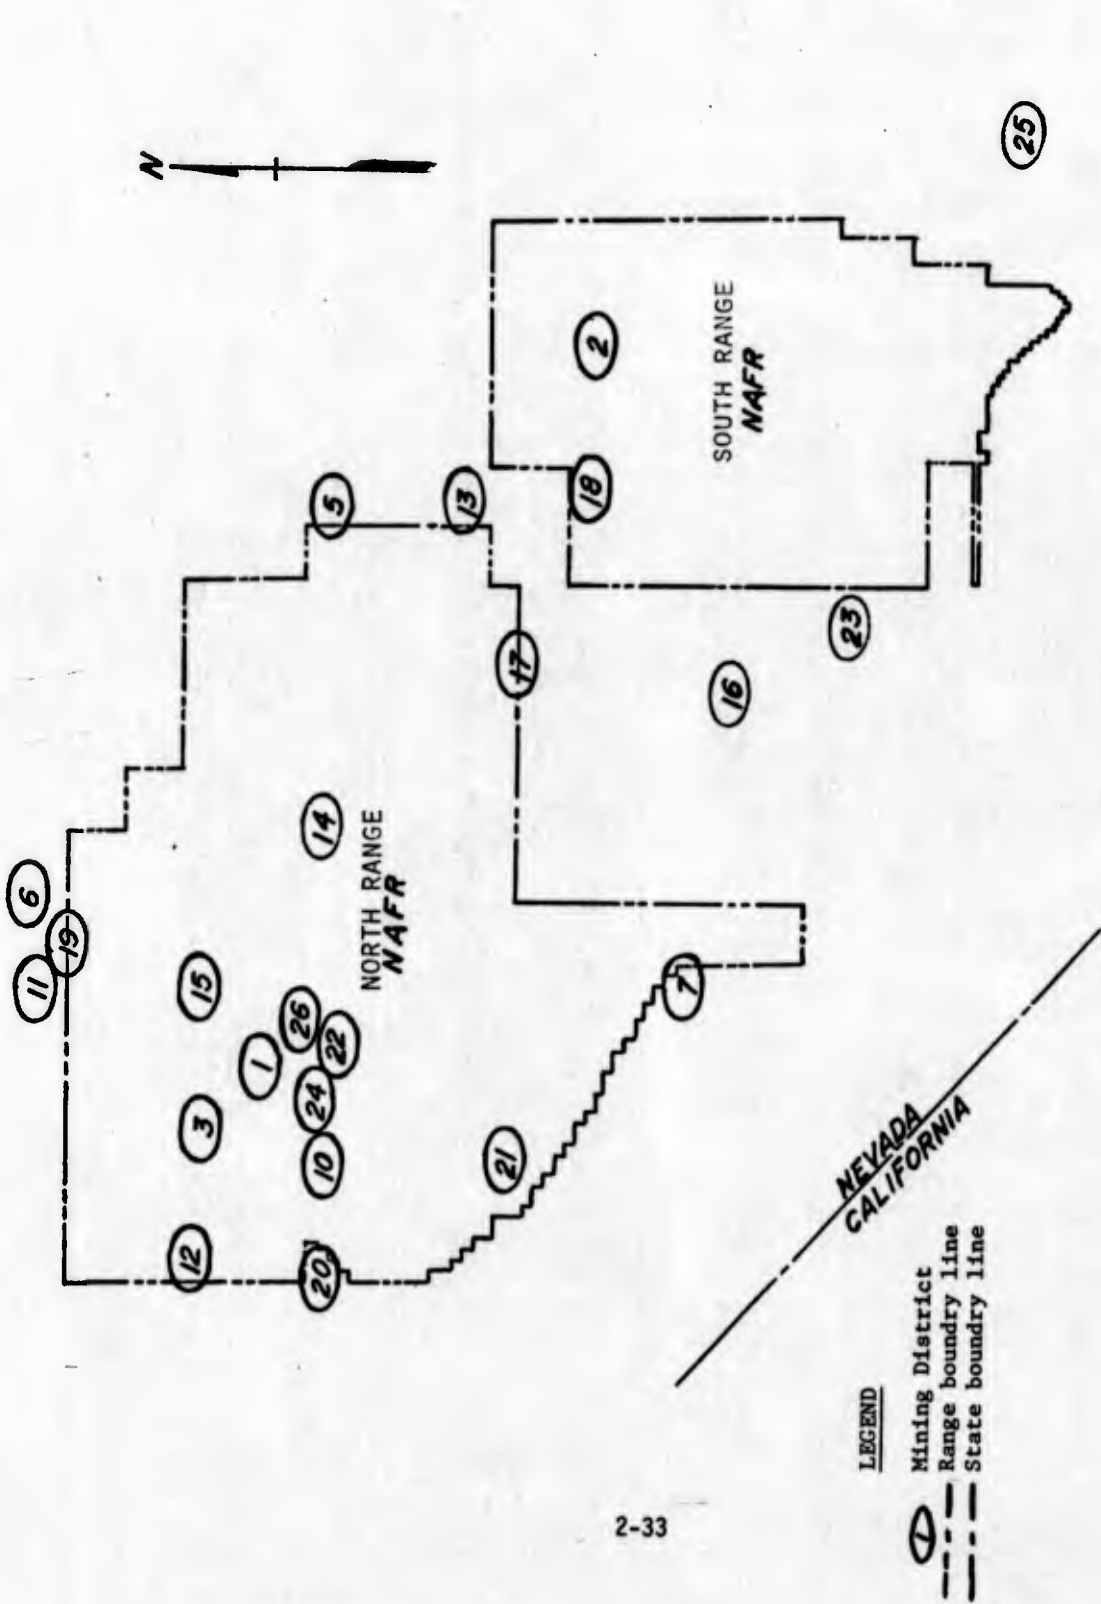 N
6
11
19
15
3
12
1
26
22
24
10
20
14
5
13
NORTH RANGE
NAFR
21
17
7
18
2
SOUTH RANGE
NAFR
16
23
25
NEVADA
CALIFORNIA
LEGEND
1 Mining District
Range boundry line
State boundry line
2-33